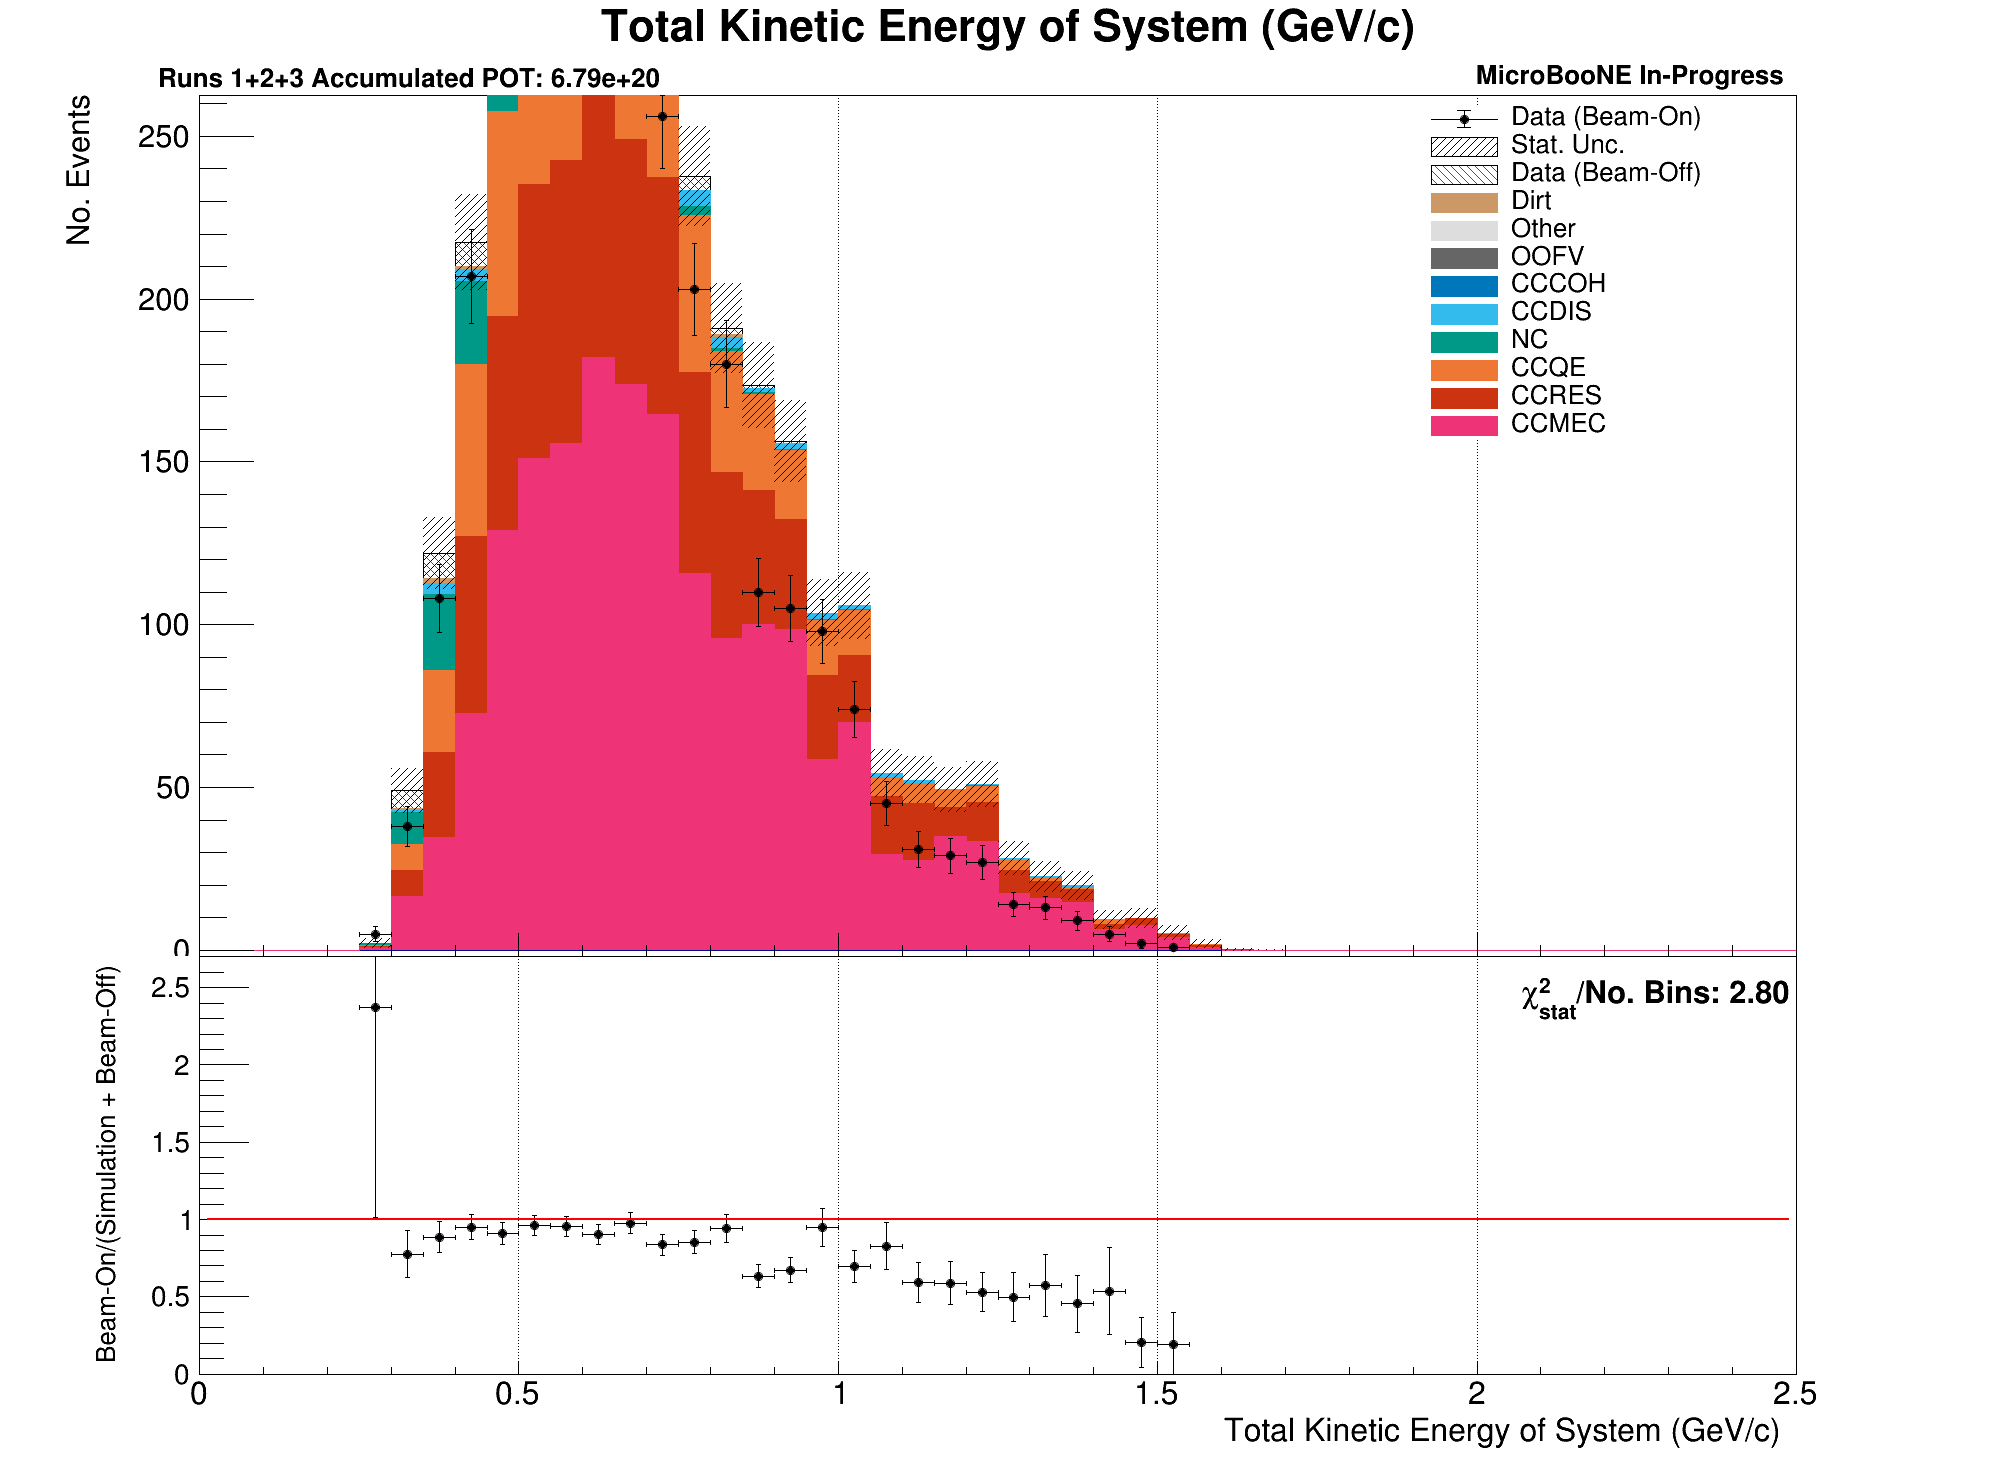 Total Kinetic Energy of System (GeV/c)
Runs 1+2+3 Accumulated POT: 6.79e+20
MicroBooNE In-Progress
No. Events
250
200
150
100
50
0
Data (Beam-On)
Stat. Unc.
Data (Beam-Off)
Dirt
Other
OOFV
CCCOH
CCDIS
NC
CCQE
CCRES
CCMEC
Beam-On/(Simulation + Beam-Off)
2.5
2
1.5
1
0.5
0
χ²stat/No. Bins: 2.80
0 0.5 1 1.5 2 2.5
Total Kinetic Energy of System (GeV/c)